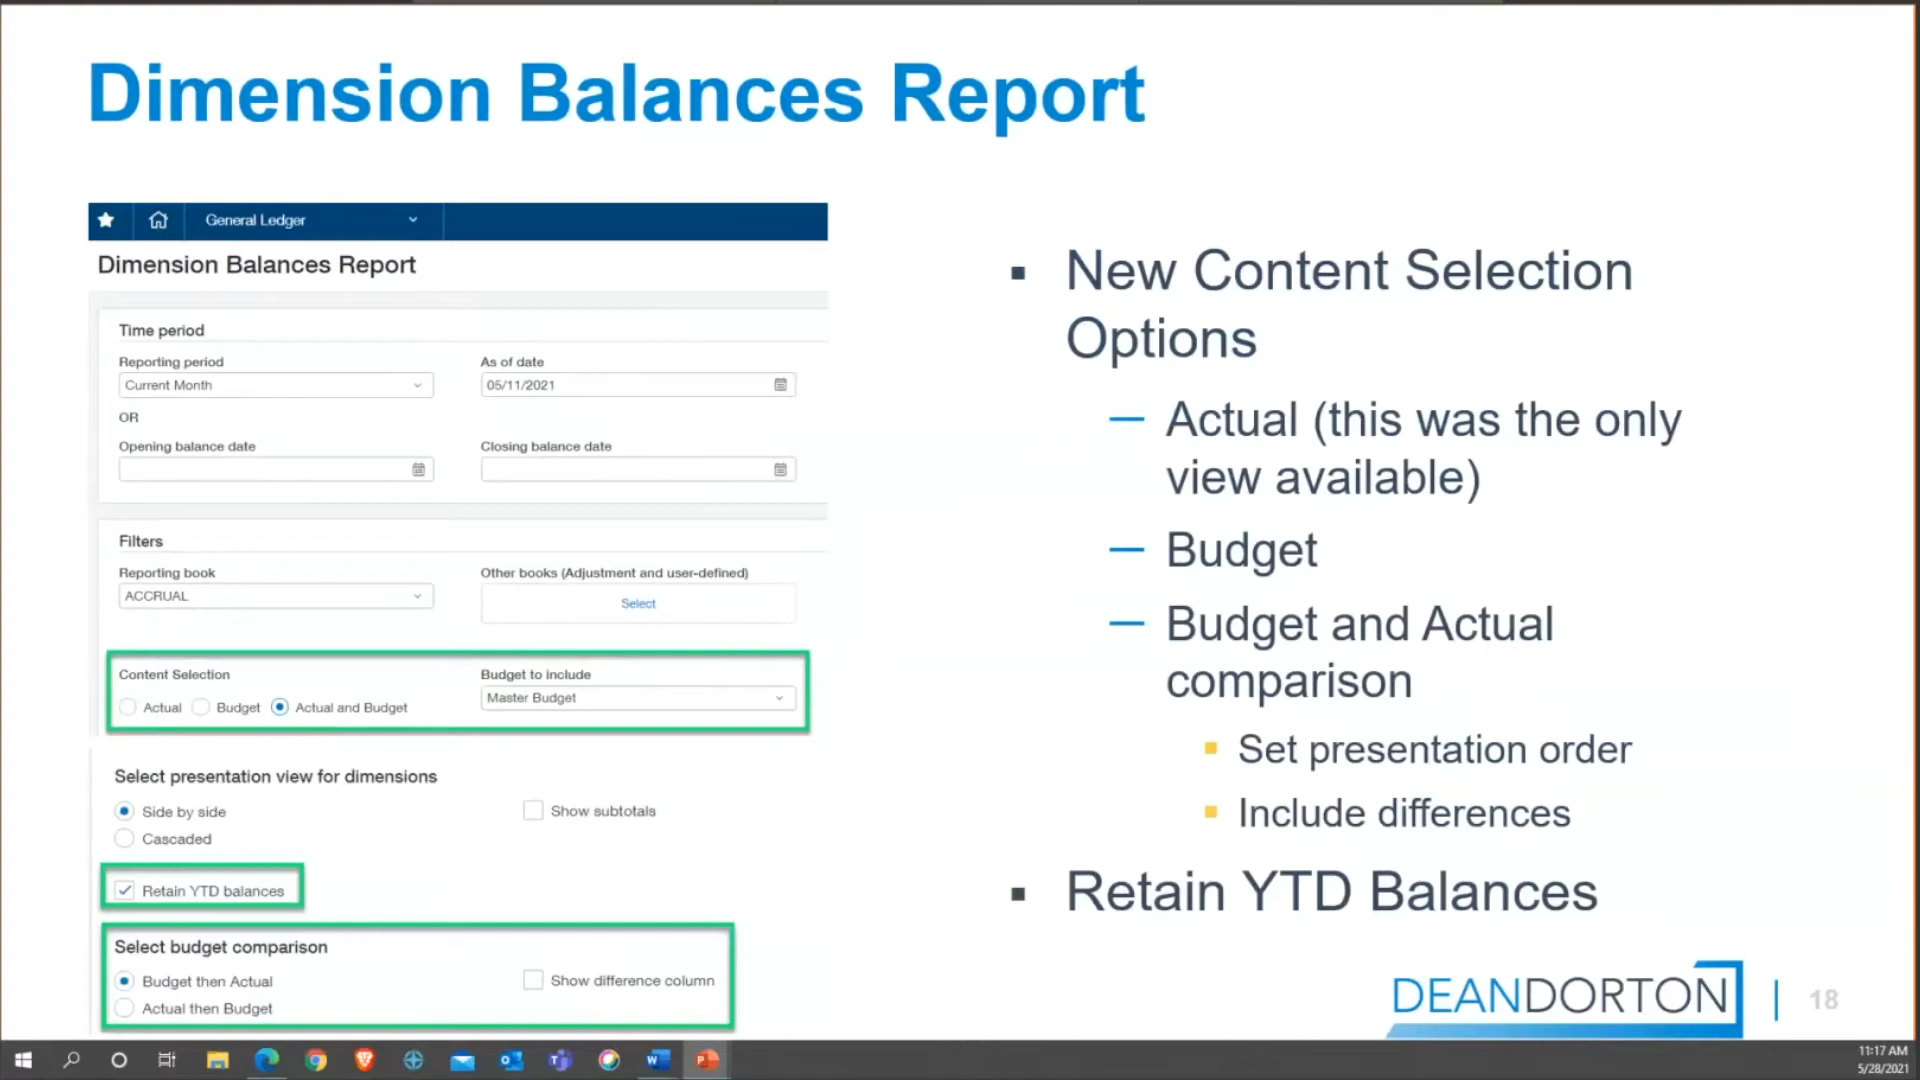 Dimension Balances Report
General Ledger
Dimension Balances Report
Time period
Reporting period
As of date
Current Month
05/11/2021
OR
Opening balance date
Closing balance date
Filters
Reporting book
Other books (Adjustment and user-defined)
ACCRUAL
Select
Content Selection
Budget to include
Actual Budget Actual and Budget
Master Budget
Select presentation view for dimensions
Side by side
Show subtotals
Cascaded
Retain YTD balances
Select budget comparison
Budget then Actual
Show difference column
Actual then Budget
New Content Selection
Options
Actual (this was the only
view available)
Budget
Budget and Actual
comparison
Set presentation order
Include differences
Retain YTD Balances
DEANDORTON
18
11:17 AM
5/28/2021